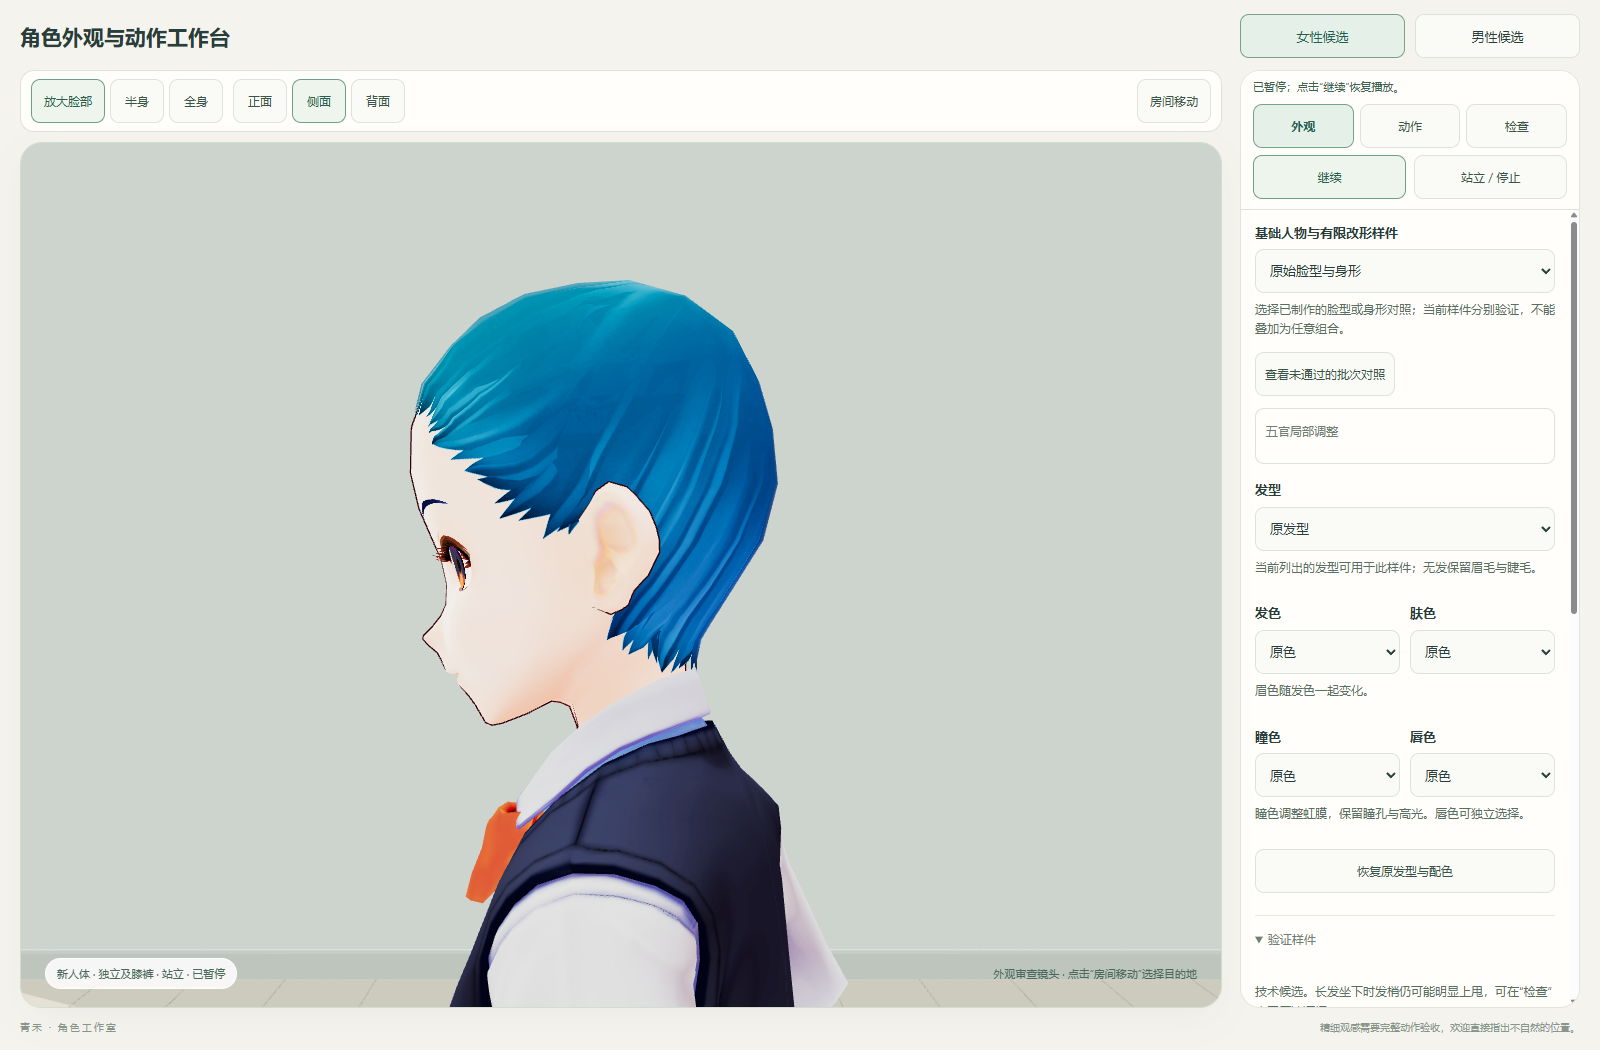 角色外观与动作工作台
女性候选
男性候选
放大脸部
半身
全身
正面
侧面
背面
房间移动
已暂停；点击“继续”恢复播放。
外观
动作
检查
继续
站立 / 停止
基础人物与有限改形样件
原始脸型与身形
选择已制作的脸型或身形对照；当前样件分别验证，不能
叠加为任意组合。
查看未通过的批次对照
五官局部调整
发型
原发型
当前列出的发型可用于此样件；无发保留眉毛与睫毛。
发色
肤色
原色
原色
眉色随发色一起变化。
瞳色
唇色
原色
原色
瞳色调整虹膜，保留瞳孔与高光。唇色可独立选择。
恢复原发型与配色
▼ 验证样件
技术候选。长发坐下时发梢仍可能明显上甩，可在“检查”
新人体 · 独立及膝裤 · 站立 · 已暂停
外观审查镜头 · 点击“房间移动”选择目的地
青禾 · 角色工作室
精细观感需要完整动作验收，欢迎直接指出不自然的位置。